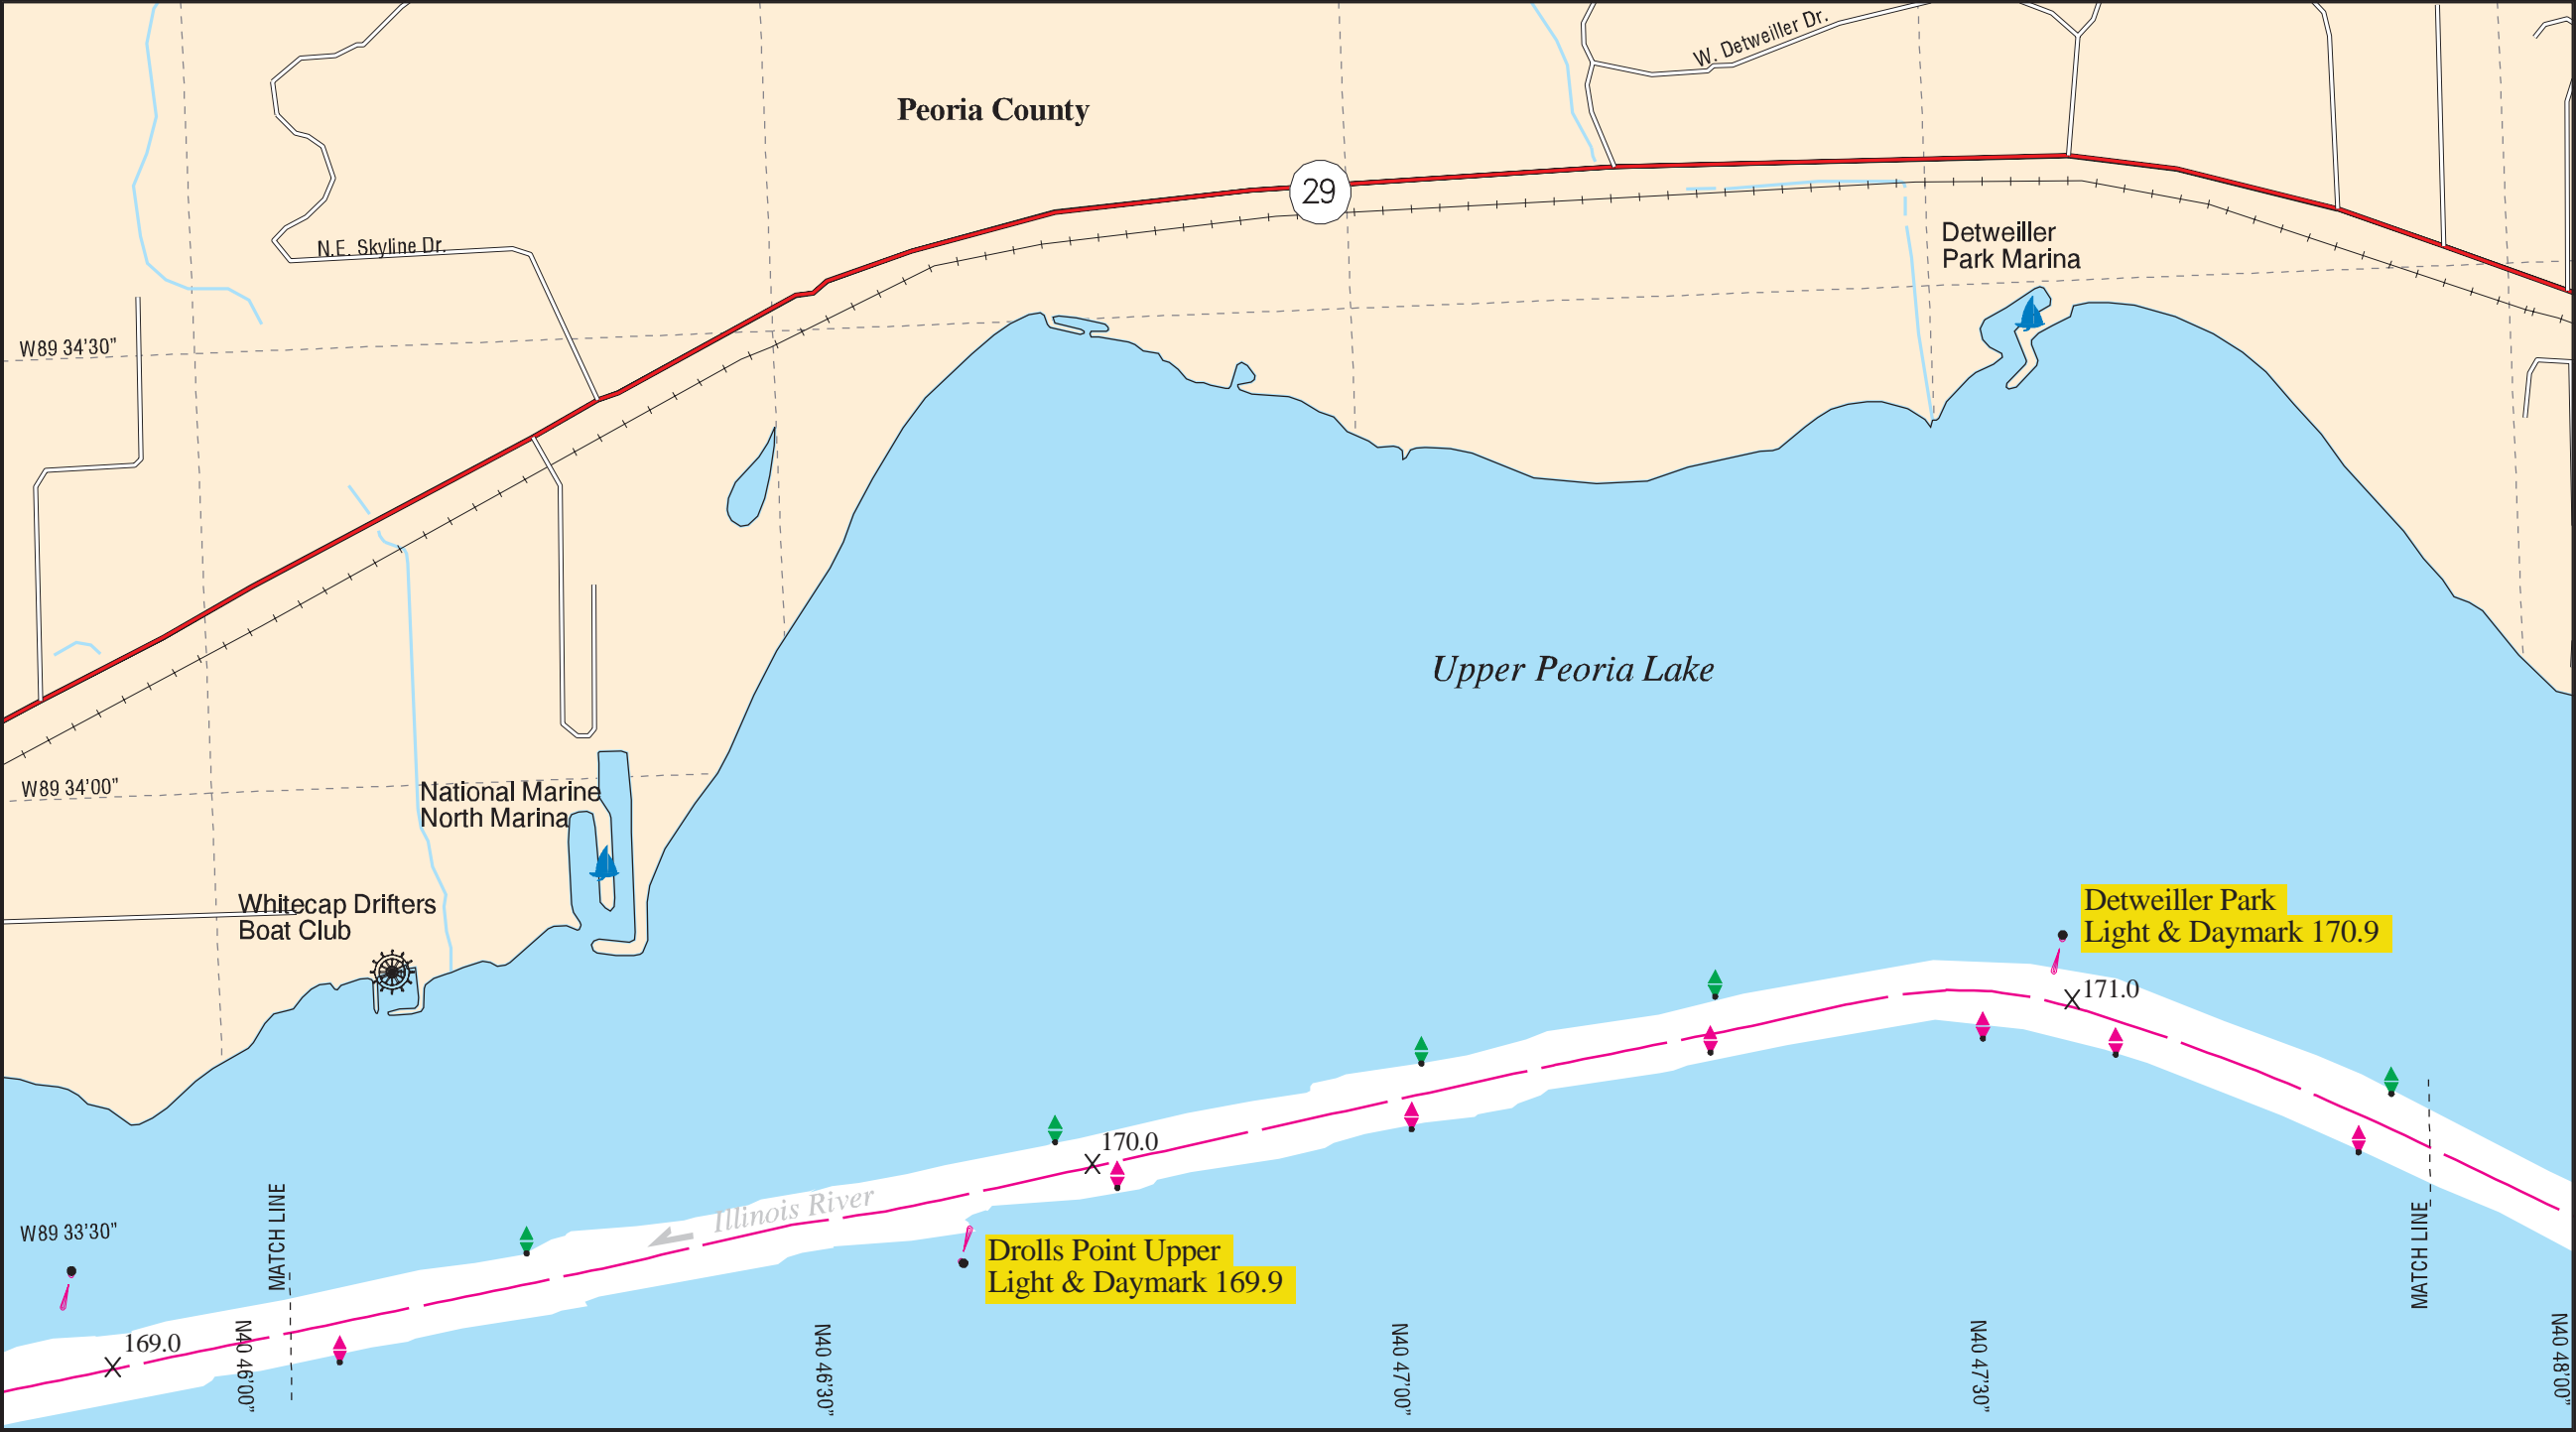 W. Detweiller Dr.
Peoria County
29
N.E. Skyline Dr.
Detweiller
Park Marina
W89 34'30"
Upper Peoria Lake
W89 34'00"
National Marine
North Marina
Whitecap Drifters
Boat Club
Detweiller Park
Light & Daymark 170.9
171.0
170.0
Illinois River
MATCH LINE
MATCH LINE
W89 33'30"
Drolls Point Upper
Light & Daymark 169.9
169.0
N40 46'00"
N40 46'30"
N40 47'00"
N40 47'30"
N40 48'00"